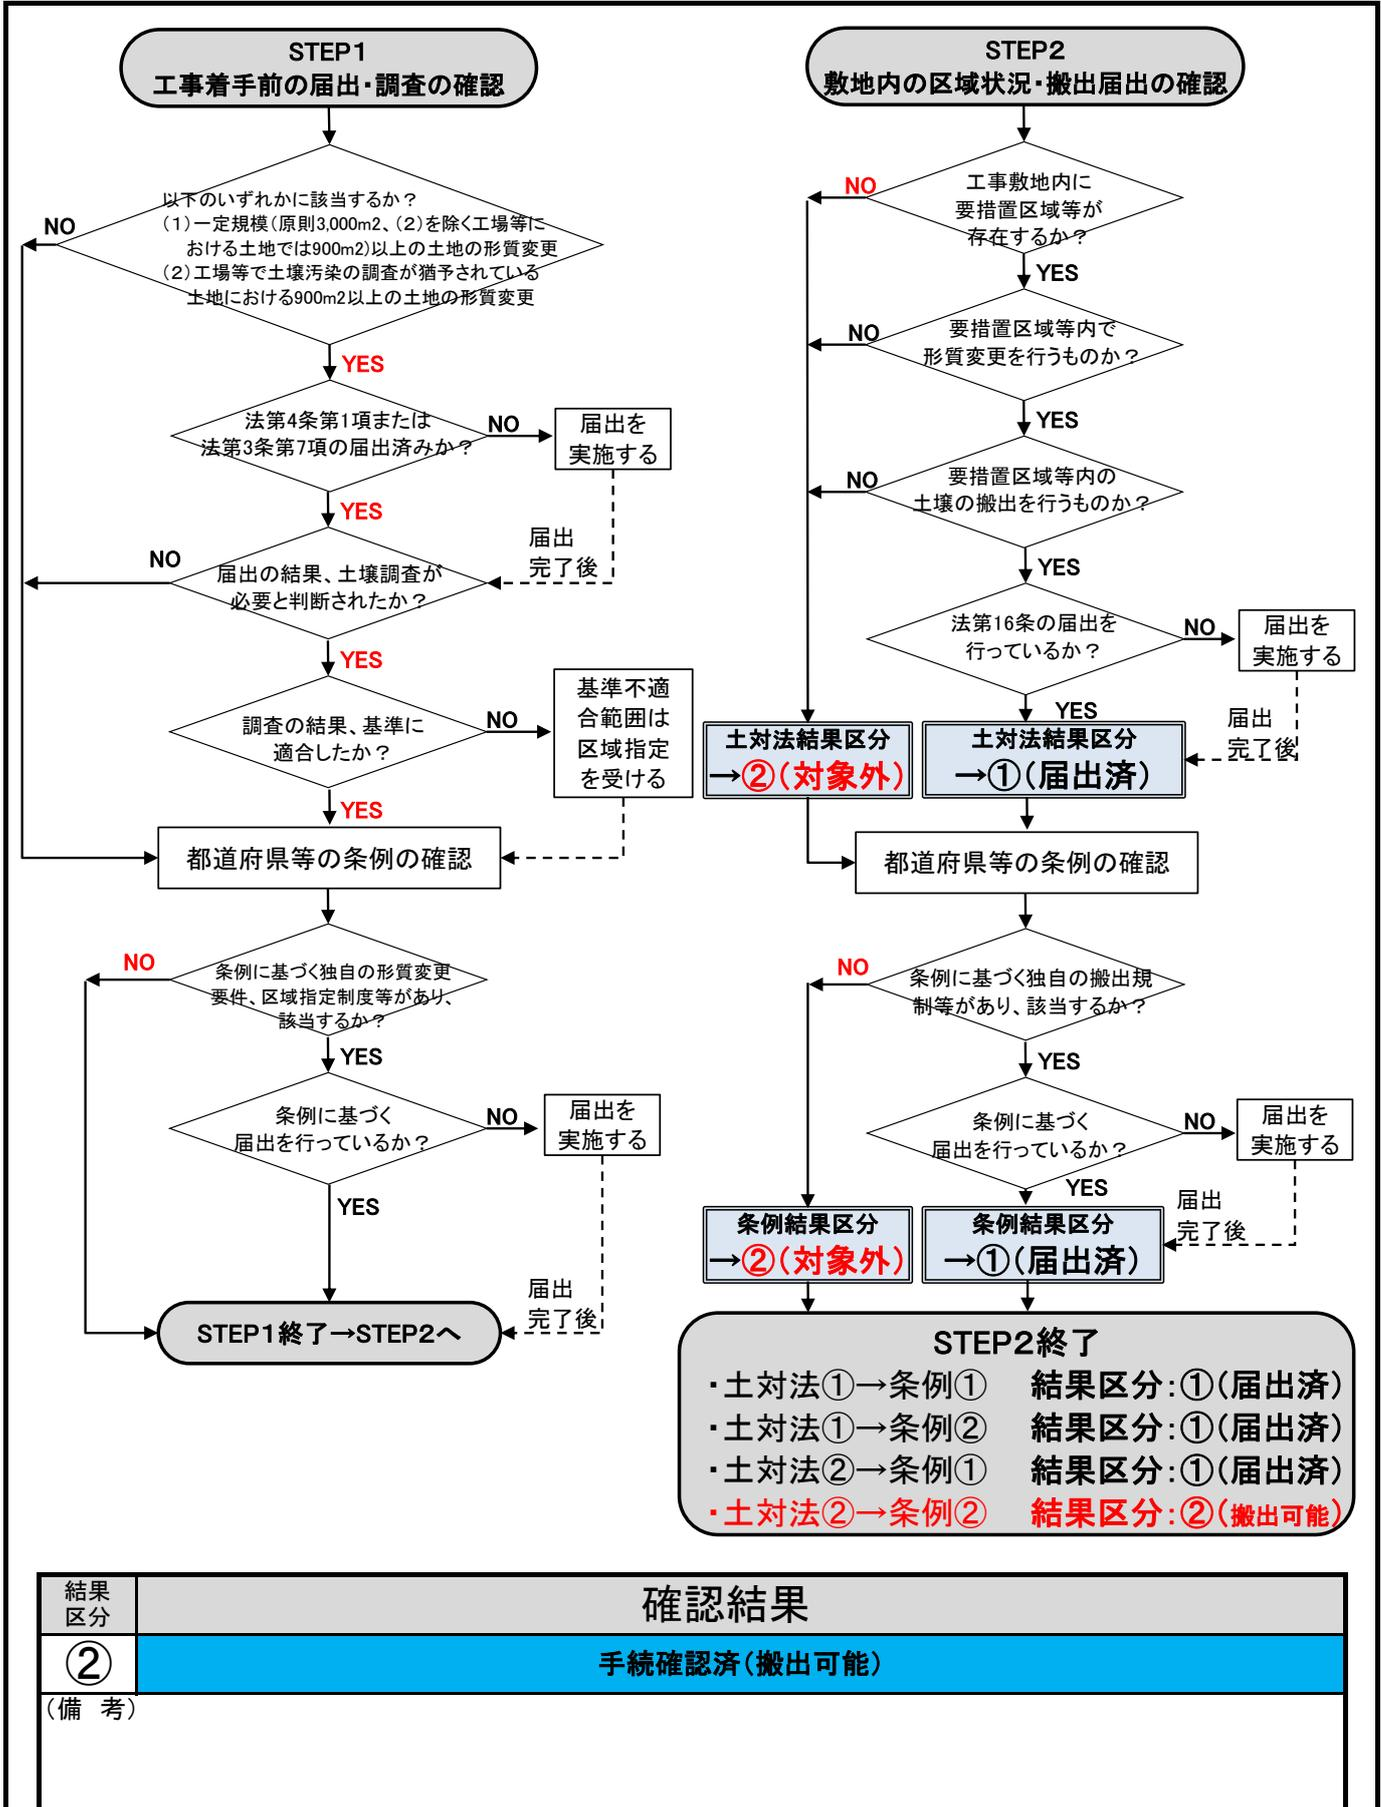 STEP1
工事着手前の届出・調査の確認
以下のいずれかに該当するか？
(1)一定規模(原則3,000m2、(2)を除く工場等に
おける土地では900m2)以上の土地の形質変更
(2)工場等で土壌汚染の調査が猶予されている
土地における900m2以上の土地の形質変更
NO
YES
法第4条第1項または
法第3条第7項の届出済みか？
NO
届出を
実施する
YES
届出
完了後
届出の結果、土壌調査が
必要と判断されたか？
NO
YES
調査の結果、基準に
適合したか？
NO
基準不適
合範囲は
区域指定
を受ける
YES
都道府県等の条例の確認
条例に基づく独自の形質変更
要件、区域指定制度等があり、
該当するか？
NO
YES
条例に基づく
届出を行っているか？
NO
届出を
実施する
YES
届出
完了後
STEP1終了→STEP2へ
STEP2
敷地内の区域状況・搬出届出の確認
工事敷地内に
要措置区域等が
存在するか？
NO
YES
要措置区域等内で
形質変更を行うものか？
NO
YES
要措置区域等内の
土壌の搬出を行うものか？
NO
YES
法第16条の届出を
行っているか？
NO
届出を
実施する
YES
届出
完了後
土対法結果区分
→②(対象外)
土対法結果区分
→①(届出済)
都道府県等の条例の確認
条例に基づく独自の搬出規
制等があり、該当するか？
NO
YES
条例に基づく
届出を行っているか？
NO
届出を
実施する
YES
届出
完了後
条例結果区分
→②(対象外)
条例結果区分
→①(届出済)
STEP2終了
・土対法①→条例① 結果区分:①(届出済)
・土対法①→条例② 結果区分:①(届出済)
・土対法②→条例① 結果区分:①(届出済)
・土対法②→条例② 結果区分:②(搬出可能)
結果
区分
確認結果
②
手続確認済(搬出可能)
(備 考)